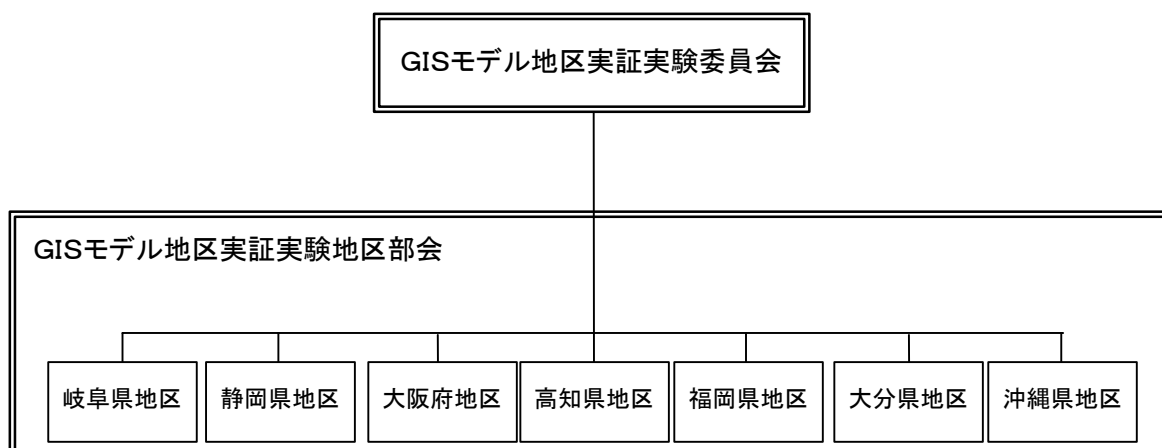 GISモデル地区実証実験委員会
GISモデル地区実証実験地区部会
岐阜県地区
静岡県地区
大阪府地区
高知県地区
福岡県地区
大分県地区
沖縄県地区